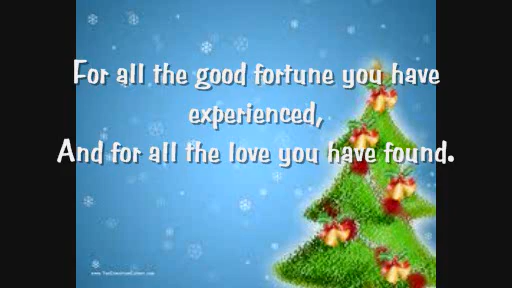 For all the good fortune you have
experienced,
And for all the love you have found.